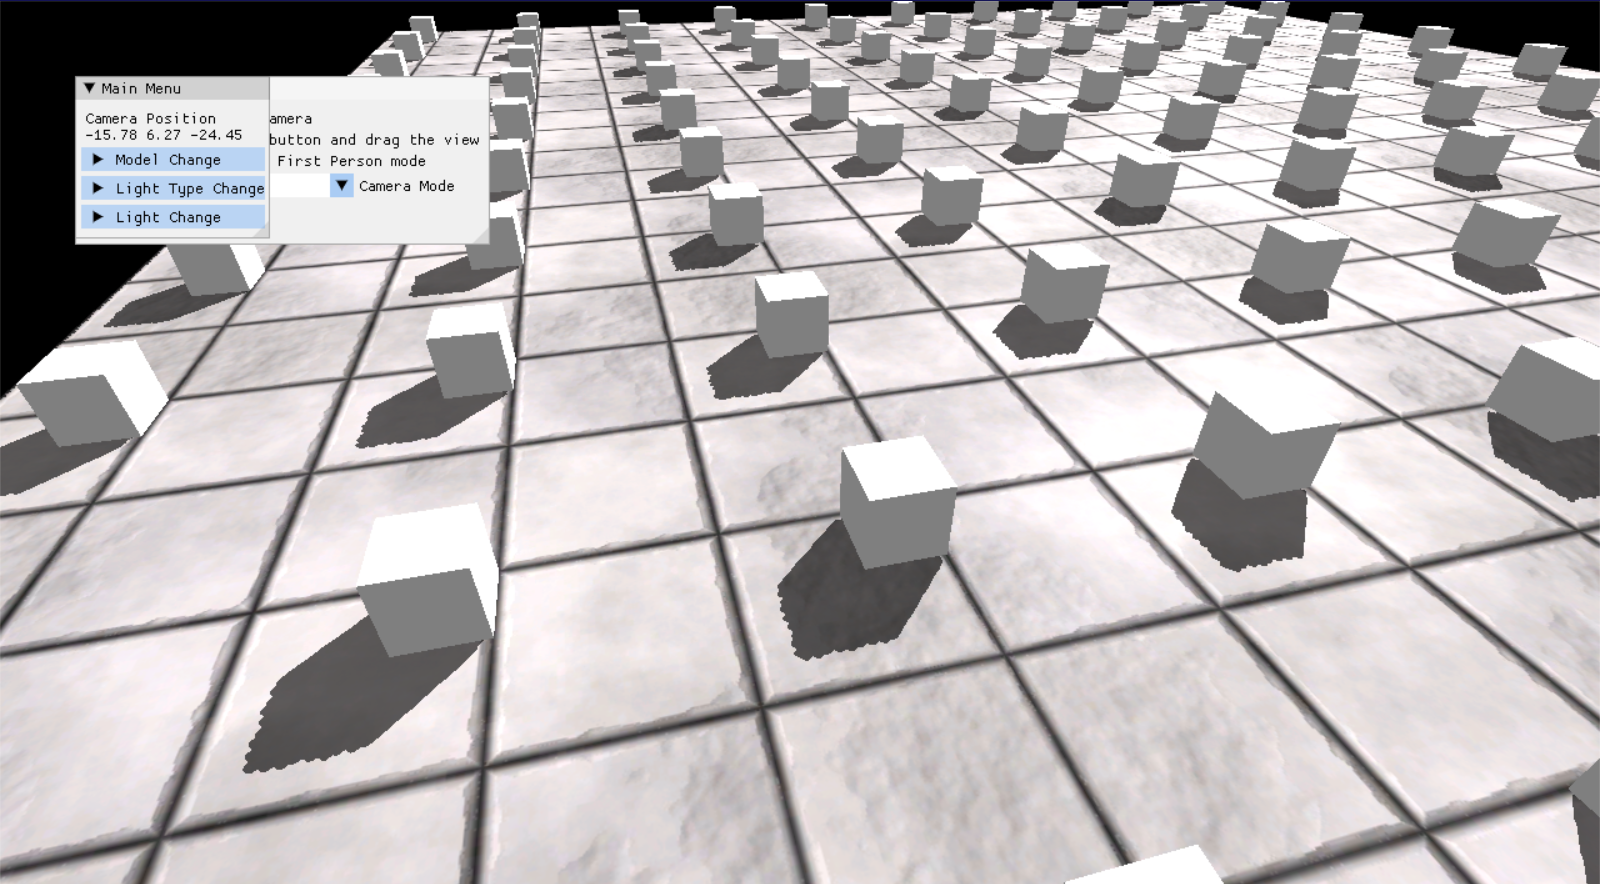 Main Menu
Camera Position
-15.78 6.27 -24.45
Model Change
Light Type Change
Light Change
amera
button and drag the view
First Person mode
Camera Mode